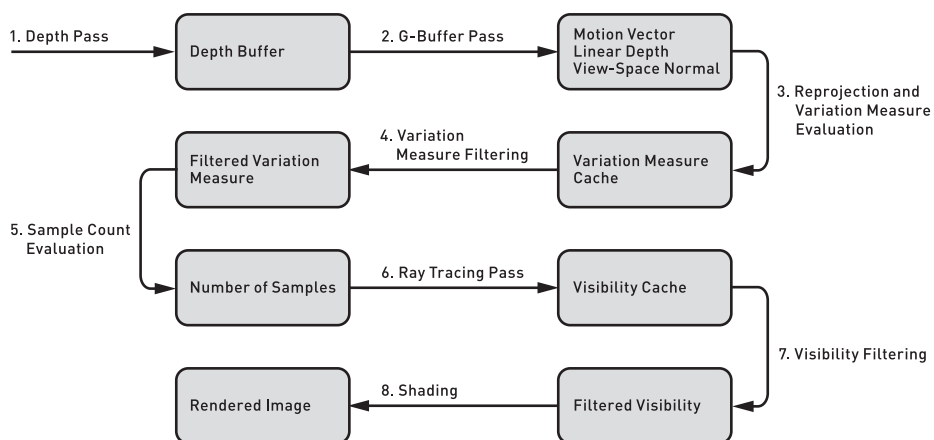 1. Depth Pass
Depth Buffer
2. G-Buffer Pass
Motion Vector
Linear Depth
View-Space Normal
3. Reprojection and
Variation Measure
Evaluation
Variation Measure
Cache
4. Variation
Measure Filtering
Filtered Variation
Measure
5. Sample Count
Evaluation
Number of Samples
6. Ray Tracing Pass
Visibility Cache
7. Visibility Filtering
Filtered Visibility
8. Shading
Rendered Image